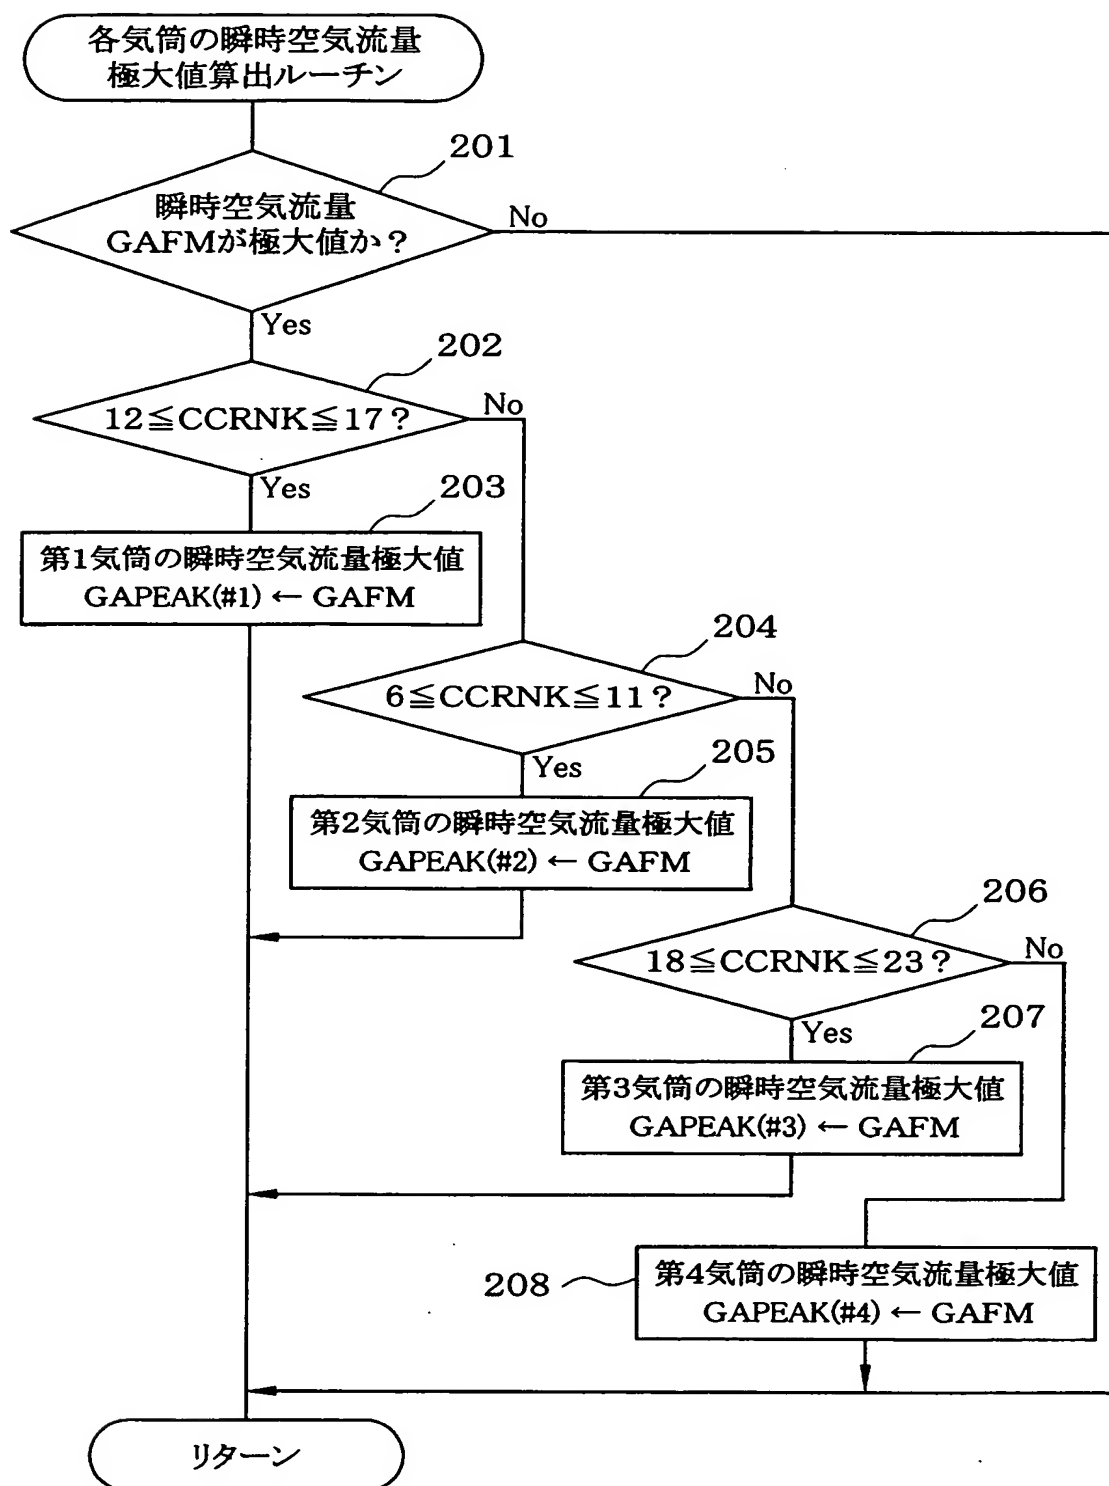 各気筒の瞬時空気流量
極大値算出ルーチン
201
瞬時空気流量
GAFMが極大値か？
No
Yes
202
12≦CCRNK≦17？
No
Yes
203
第1気筒の瞬時空気流量極大値
GAPEAK(#1) ← GAFM
204
6≦CCRNK≦11？
No
Yes
205
第2気筒の瞬時空気流量極大値
GAPEAK(#2) ← GAFM
206
18≦CCRNK≦23？
No
Yes
207
第3気筒の瞬時空気流量極大値
GAPEAK(#3) ← GAFM
208
第4気筒の瞬時空気流量極大値
GAPEAK(#4) ← GAFM
リターン